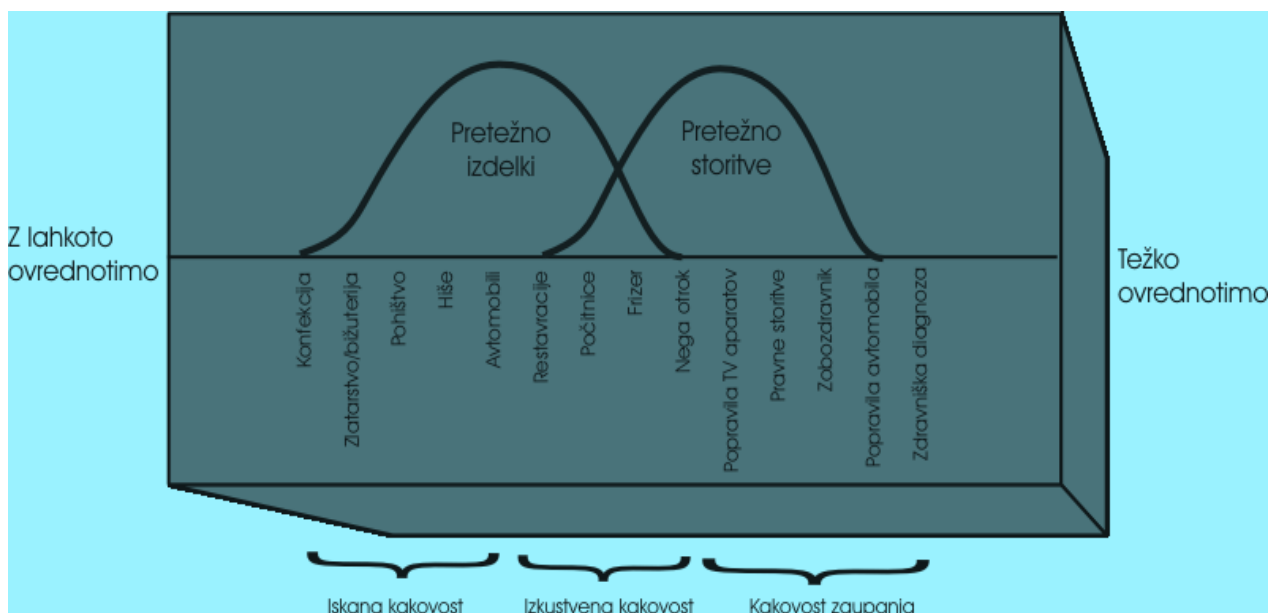 Pretežno
izdelki
Pretežno
storitve
Z lahkoto
ovrednotimo
Težko
ovrednotimo
Konfekcija
Zlatarstvo/bižuterija
Pohištvo
Hiše
Avtomobili
Restavracije
Počitnice
Frizer
Nega otrok
Popravila TV aparatov
Pravne storitve
Zobozdravnik
Popravila avtomobila
Zdravniška diagnoza
Iskana kakovost
Izkustvena kakovost
Kakovost zaupanja